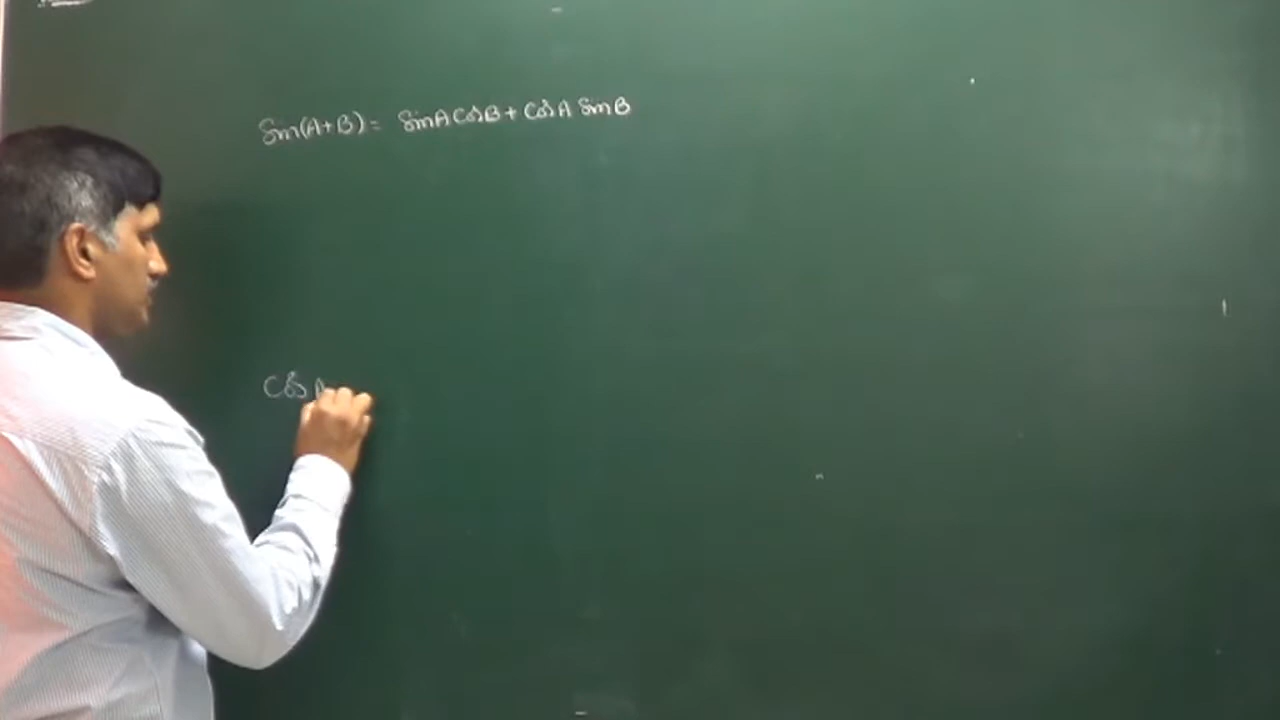 Sin(A+B) = SinA CosB + CosA SinB
Cos A